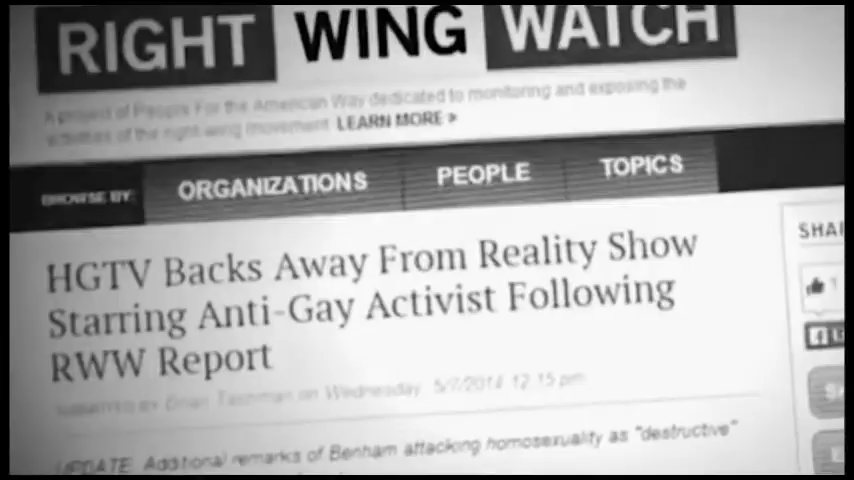 RIGHT WING WATCH
A project of People For the American Way dedicated to monitoring and exposing the
activities of the right-wing movement. LEARN MORE »
BROWSE BY: ORGANIZATIONS PEOPLE TOPICS
HGTV Backs Away From Reality Show
Starring Anti-Gay Activist Following
RWW Report
SUBMITTED BY Brian Tashman on Wednesday, 5/7/2014 12:15 pm
UPDATE: Additional remarks of Benham attacking homosexuality as "destructive"
SHA
1